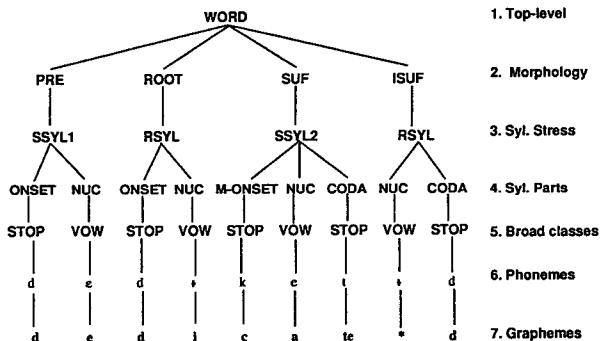 WORD 1. Top-level
PRE ROOT SUF ISUF 2. Morphology
SSYL1 RSYL SSYL2 RSYL 3. Syl. Stress
ONSET NUC ONSET NUC M-ONSET NUC CODA NUC CODA 4. Syl. Parts
STOP VOW STOP VOW STOP VOW STOP VOW STOP 5. Broad classes
d ε d ɨ k e t ɨ d 6. Phonemes
d e d i c a te * d 7. Graphemes